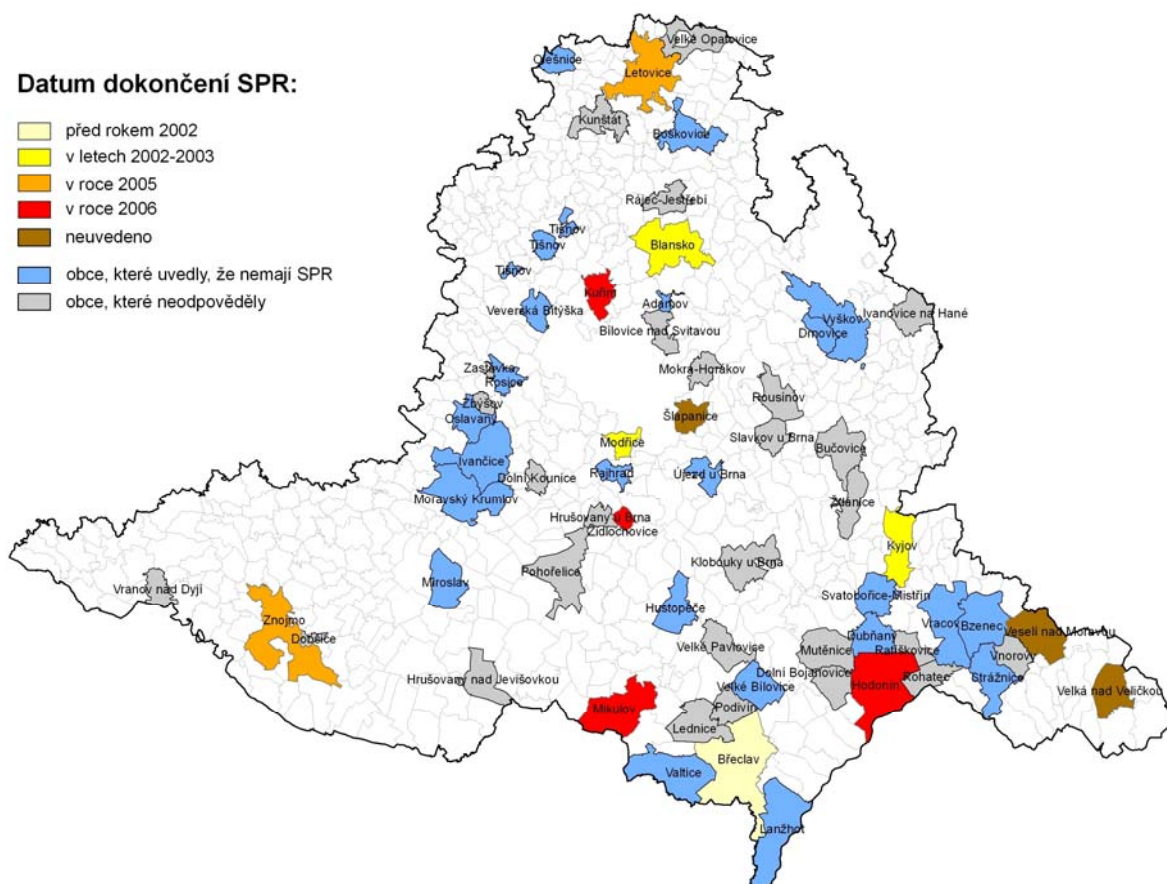 Datum dokončení SPR:
před rokem 2002
v letech 2002-2003
v roce 2005
v roce 2006
neuvedeno
obce, které uvedly, že nemají SPR
obce, které neodpověděly
Velké Opatovice
Olešnice
Letovice
Kunštát
Boskovice
Rájec-Jestřebí
Tišnov
Tišnov
Blansko
Tišnov
Kuřim
Adamov
Veverská Bítýška
Vyškov
Ivanovice na Hané
Bílovice nad Svitavou
Drnovice
Zastávka
Rosice
Mokrá-Horákov
Zbýšov
Rousínov
Oslavany
Šlapanice
Slavkov u Brna
Modřice
Bučovice
Ivančice
Rajhrad
Újezd u Brna
Dolní Kounice
Moravský Krumlov
Ždánice
Hrušovany u Brna
Židlochovice
Kyjov
Klobouky u Brna
Pohořelice
Vranov nad Dyjí
Miroslav
Svatobořice-Mistřín
Hustopeče
Znojmo
Vracov
Bzenec
Dobšice
Dubňany
Veselí nad Moravou
Velké Pavlovice
Mutěnice
Ratíškovice
Vnorovy
Dolní Bojanovice
Rohatec
Hrušovany nad Jevišovkou
Velké Bílovice
Hodonín
Strážnice
Velká nad Veličkou
Mikulov
Podivín
Lednice
Břeclav
Valtice
Lanžhot